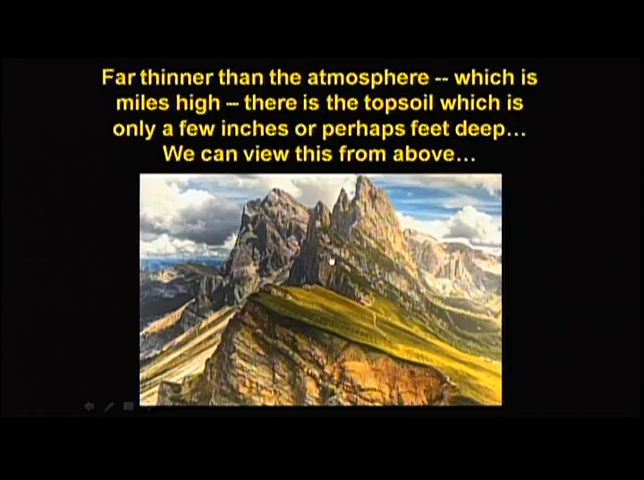 Far thinner than the atmosphere -- which is
miles high – there is the topsoil which is
only a few inches or perhaps feet deep…
We can view this from above…